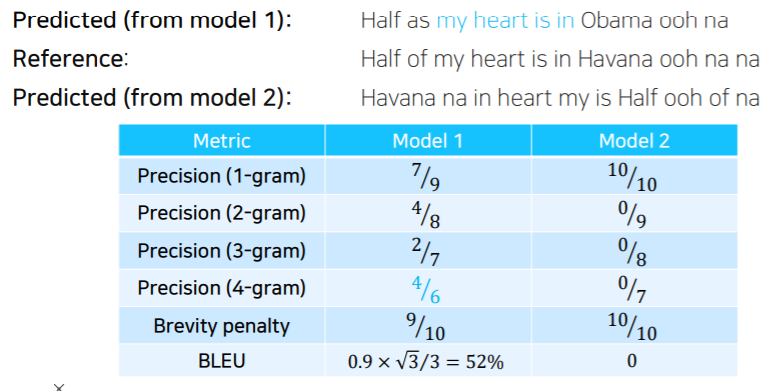 Predicted (from model 1): Half as my heart is in Obama ooh na
Reference: Half of my heart is in Havana ooh na na
Predicted (from model 2): Havana na in heart my is Half ooh of na
Metric Model 1 Model 2
Precision (1-gram) 7/9 10/10
Precision (2-gram) 4/8 0/9
Precision (3-gram) 2/7 0/8
Precision (4-gram) 4/6 0/7
Brevity penalty 9/10 10/10
BLEU 0.9 × √3/3 = 52% 0
×